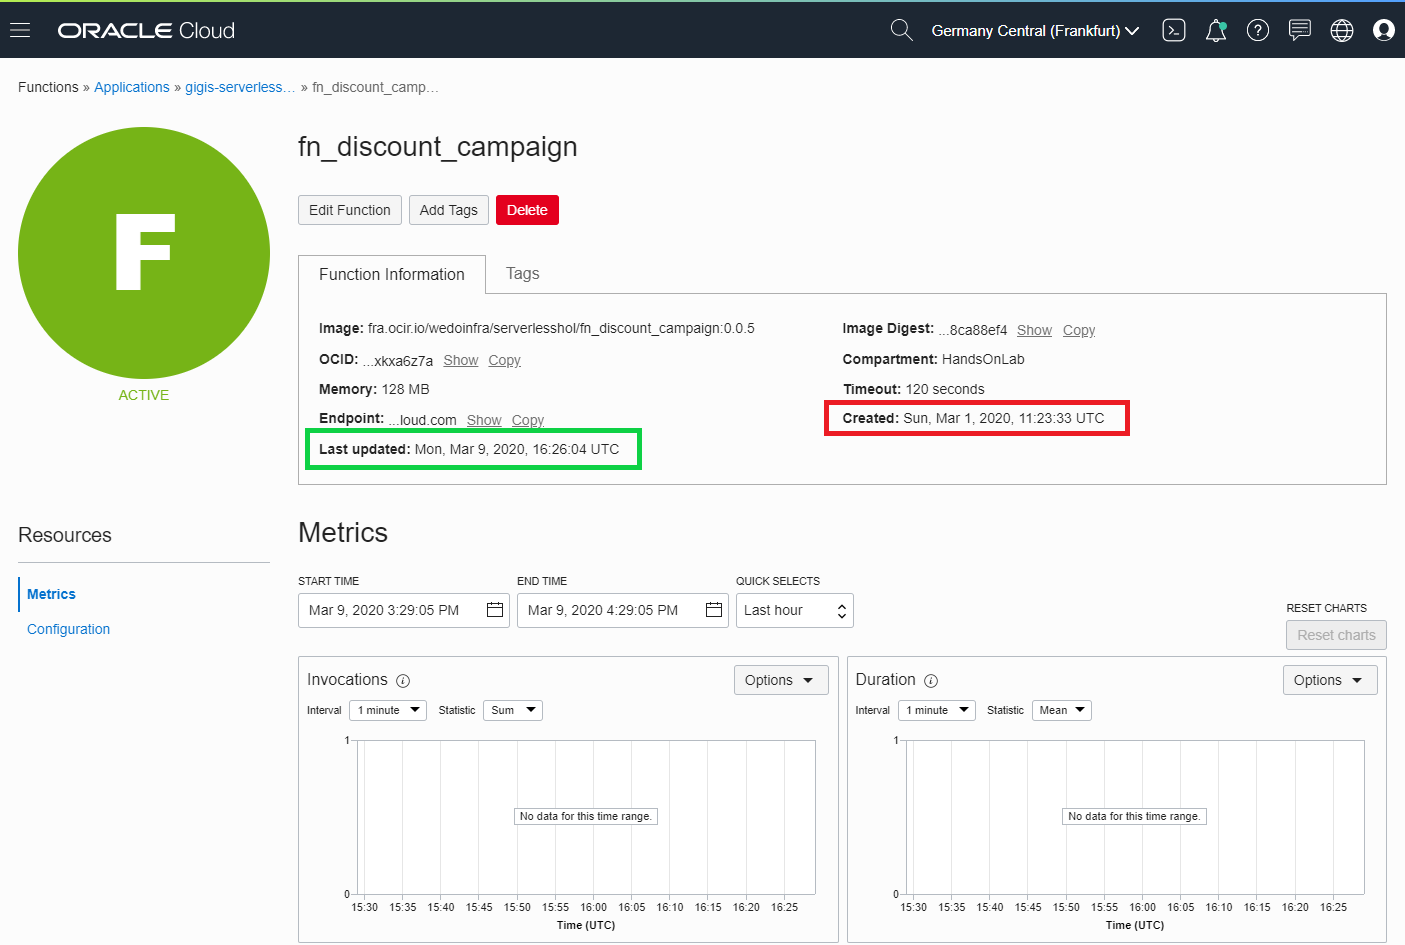 ORACLE Cloud
Germany Central (Frankfurt)
Functions » Applications » gigis-serverless... » fn_discount_camp...
F
ACTIVE
fn_discount_campaign
Edit Function
Add Tags
Delete
Function Information
Tags
Image: fra.ocir.io/wedoinfra/serverlesshol/fn_discount_campaign:0.0.5
OCID: ...xkxa6z7a Show Copy
Memory: 128 MB
Endpoint: ...loud.com Show Copy
Last updated: Mon, Mar 9, 2020, 16:26:04 UTC
Image Digest: ...8ca88ef4 Show Copy
Compartment: HandsOnLab
Timeout: 120 seconds
Created: Sun, Mar 1, 2020, 11:23:33 UTC
Resources
Metrics
Configuration
Metrics
START TIME
Mar 9, 2020 3:29:05 PM
END TIME
Mar 9, 2020 4:29:05 PM
QUICK SELECTS
Last hour
RESET CHARTS
Reset charts
Invocations
Options
Interval 1 minute Statistic Sum
1
No data for this time range.
0
15:30 15:35 15:40 15:45 15:50 15:55 16:00 16:05 16:10 16:15 16:20 16:25
Time (UTC)
Duration
Options
Interval 1 minute Statistic Mean
1
No data for this time range.
0
15:30 15:35 15:40 15:45 15:50 15:55 16:00 16:05 16:10 16:15 16:20 16:25
Time (UTC)